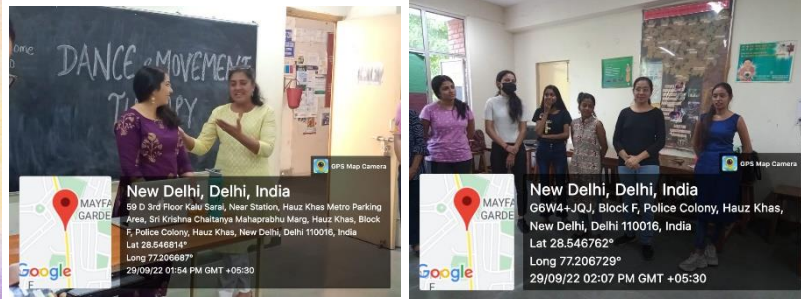 ome
DANCE & MOVEMENT
THERAPY
GPS Map Camera
MAYFA
GARDE
Google
New Delhi, Delhi, India
59 D 3rd Floor Kalu Sarai, Near Station, Hauz Khas Metro Parking
Area, Sri Krishna Chaitanya Mahaprabhu Marg, Hauz Khas, Block
F, Police Colony, Hauz Khas, New Delhi, Delhi 110016, India
Lat 28.546814°
Long 77.206687°
29/09/22 01:54 PM GMT +05:30
GPS Map Camera
MAYFA
GARDE
Google
New Delhi, Delhi, India
G6W4+JQJ, Block F, Police Colony, Hauz Khas,
New Delhi, Delhi 110016, India
Lat 28.546762°
Long 77.206729°
29/09/22 02:07 PM GMT +05:30